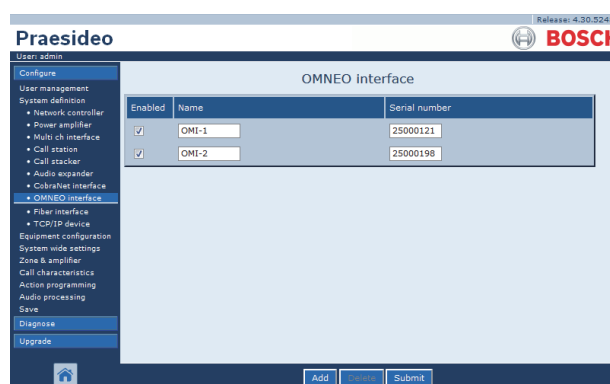 Release: 4.30.524
Praesideo
BOSCH
User: admin
Configure
OMNEO interface
User management
System definition
• Network controller
• Power amplifier
• Multi ch interface
• Call station
• Call stacker
• Audio expander
• CobraNet interface
• OMNEO interface
• Fiber interface
• TCP/IP device
Equipment configuration
System wide settings
Zone & amplifier
Call characteristics
Action programming
Audio processing
Save
Diagnose
Upgrade
Enabled Name Serial number
OMI-1 25000121
OMI-2 25000198
Add Delete Submit